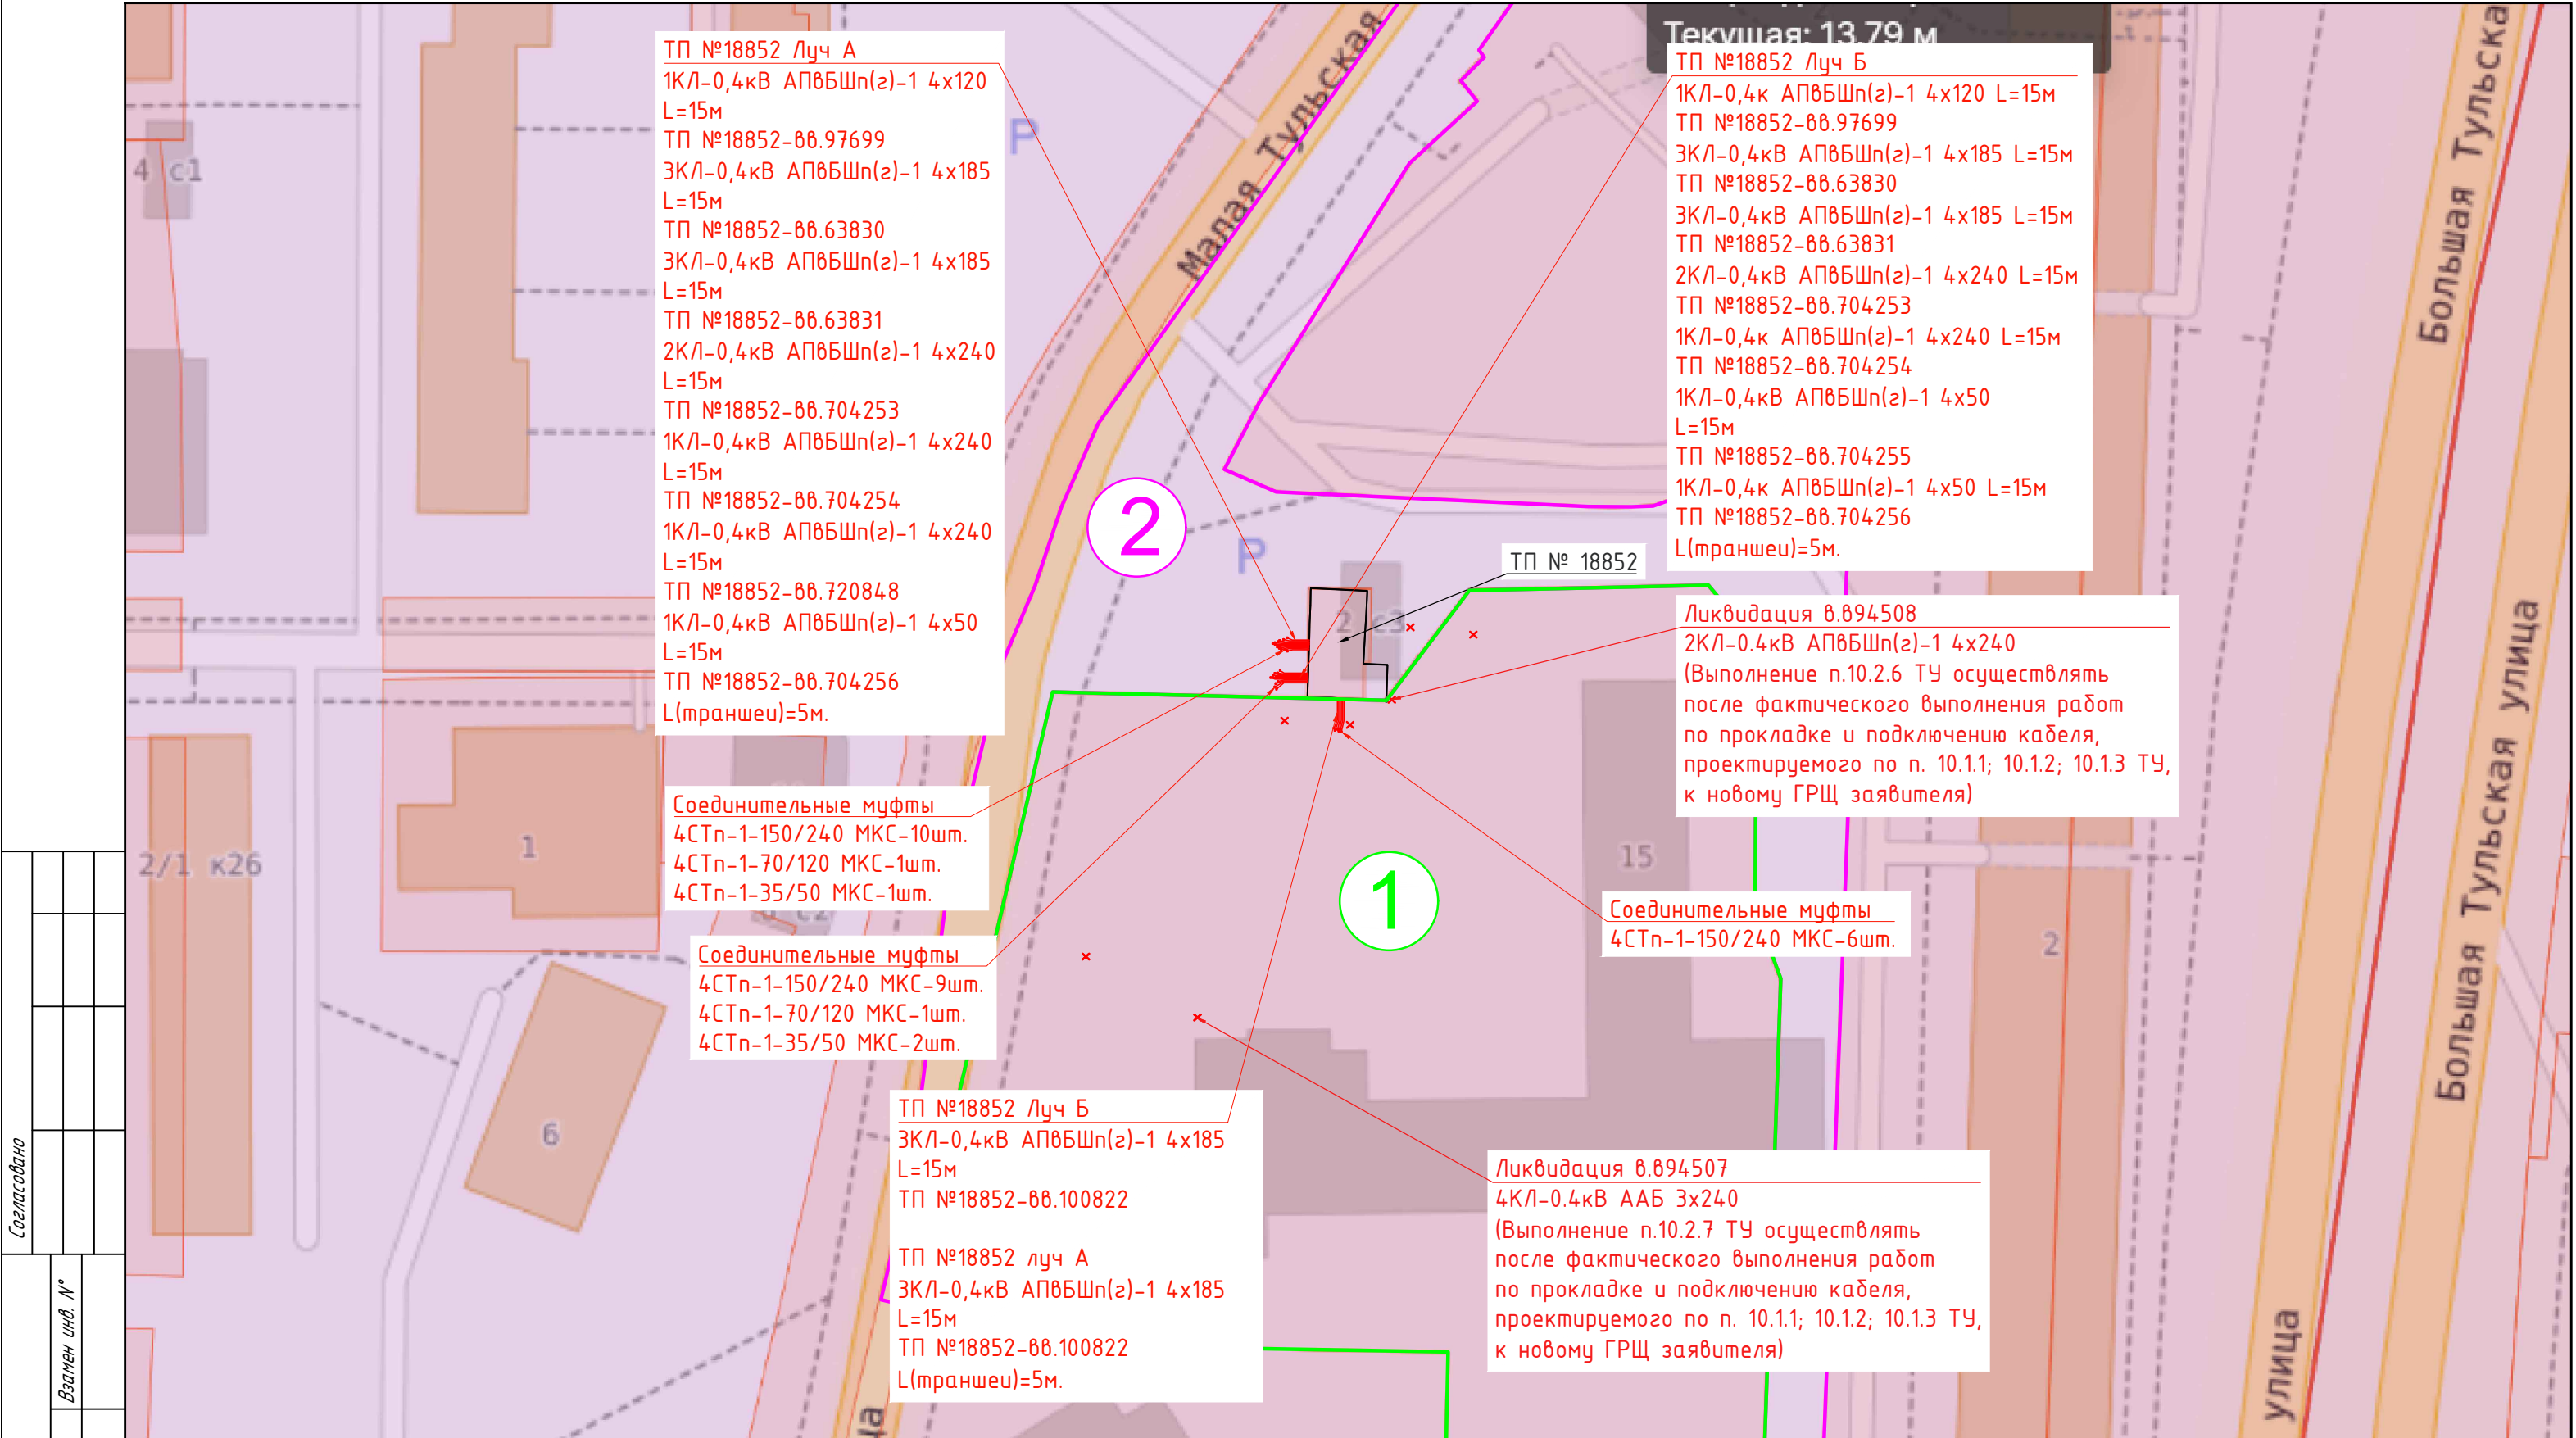 Текущая: 13.79 м
ТП №18852 Луч А
1КЛ-0,4кВ АПвБШп(г)-1 4х120
L=15м
ТП №18852-вв.97699
3КЛ-0,4кВ АПвБШп(г)-1 4х185
L=15м
ТП №18852-вв.63830
3КЛ-0,4кВ АПвБШп(г)-1 4х185
L=15м
ТП №18852-вв.63831
2КЛ-0,4кВ АПвБШп(г)-1 4х240
L=15м
ТП №18852-вв.704253
1КЛ-0,4кВ АПвБШп(г)-1 4х240
L=15м
ТП №18852-вв.704254
1КЛ-0,4кВ АПвБШп(г)-1 4х240
L=15м
ТП №18852-вв.720848
1КЛ-0,4кВ АПвБШп(г)-1 4х50
L=15м
ТП №18852-вв.704256
L(траншеи)=5м.
ТП №18852 Луч Б
1КЛ-0,4к АПвБШп(г)-1 4х120 L=15м
ТП №18852-вв.97699
3КЛ-0,4кВ АПвБШп(г)-1 4х185 L=15м
ТП №18852-вв.63830
3КЛ-0,4кВ АПвБШп(г)-1 4х185 L=15м
ТП №18852-вв.63831
2КЛ-0,4кВ АПвБШп(г)-1 4х240 L=15м
ТП №18852-вв.704253
1КЛ-0,4к АПвБШп(г)-1 4х240 L=15м
ТП №18852-вв.704254
1КЛ-0,4кВ АПвБШп(г)-1 4х50
L=15м
ТП №18852-вв.704255
1КЛ-0,4к АПвБШп(г)-1 4х50 L=15м
ТП №18852-вв.704256
L(траншеи)=5м.
Малая Тульская
Большая Тульска
Большая Тульская улица
улица
ца
P
P
4 с1
2
ТП № 18852
2 с3
Ликвидация в.в94508
2КЛ-0.4кВ АПвБШп(г)-1 4х240
(Выполнение п.10.2.6 ТУ осуществлять
после фактического выполнения работ
по прокладке и подключению кабеля,
проектируемого по п. 10.1.1; 10.1.2; 10.1.3 ТУ,
к новому ГРЩ заявителя)
Соединительные муфты
4СТп-1-150/240 МКС-10шт.
4СТп-1-70/120 МКС-1шт.
4СТп-1-35/50 МКС-1шт.
с2
1
2/1 к26
15
1
2
Соединительные муфты
4СТп-1-150/240 МКС-6шт.
Соединительные муфты
4СТп-1-150/240 МКС-9шт.
4СТп-1-70/120 МКС-1шт.
4СТп-1-35/50 МКС-2шт.
6
ТП №18852 Луч Б
3КЛ-0,4кВ АПвБШп(г)-1 4х185
L=15м
ТП №18852-вв.100822
ТП №18852 луч А
3КЛ-0,4кВ АПвБШп(г)-1 4х185
L=15м
ТП №18852-вв.100822
L(траншеи)=5м.
Ликвидация в.в94507
4КЛ-0.4кВ ААБ 3х240
(Выполнение п.10.2.7 ТУ осуществлять
после фактического выполнения работ
по прокладке и подключению кабеля,
проектируемого по п. 10.1.1; 10.1.2; 10.1.3 ТУ,
к новому ГРЩ заявителя)
Согласовано
Взамен инв. N°